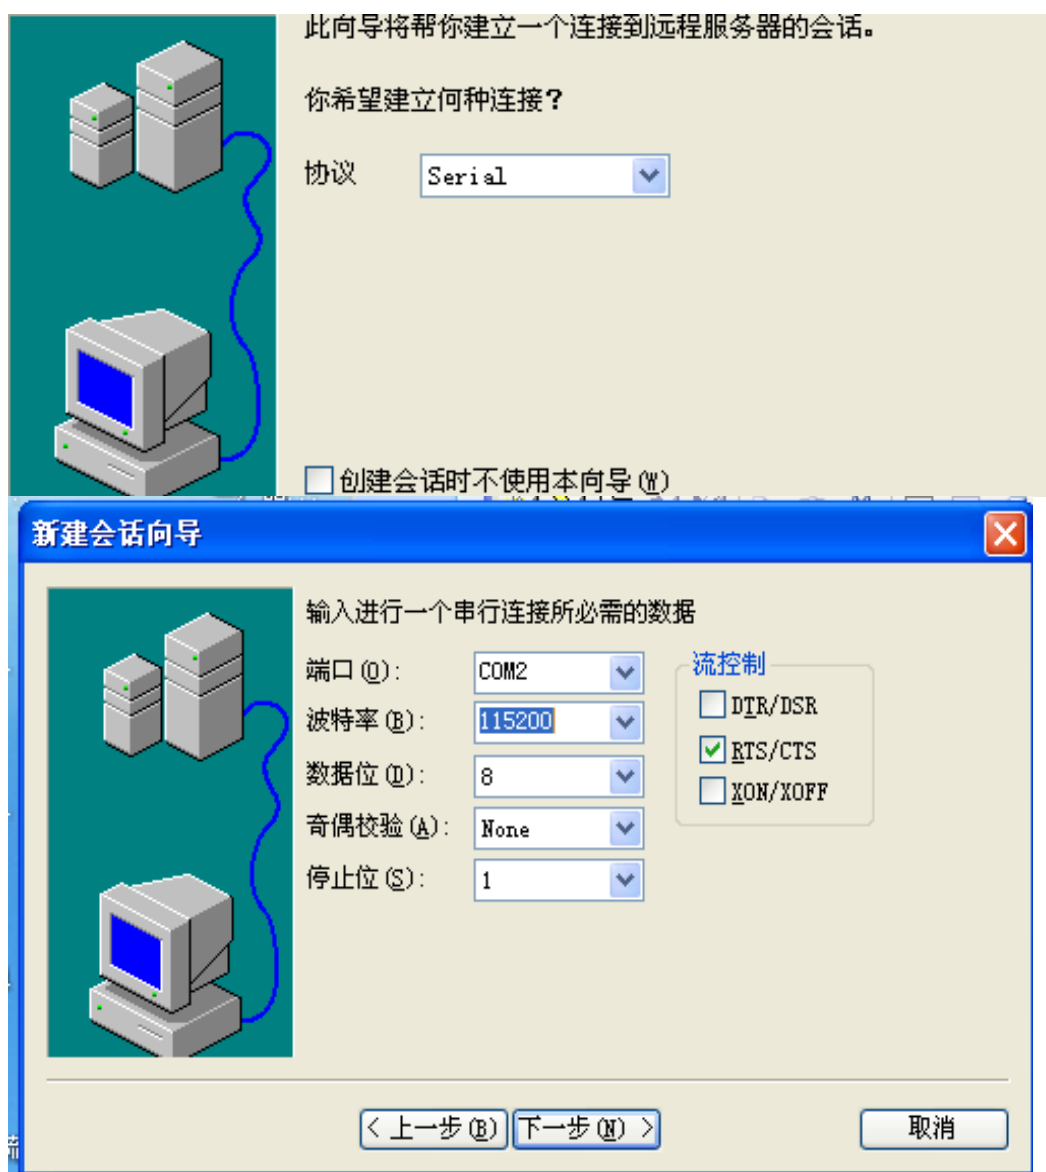 此向导将帮你建立一个连接到远程服务器的会话。
你希望建立何种连接?
协议 Serial
创建会话时不使用本向导(W)
新建会话向导
输入进行一个串行连接所必需的数据
端口(O): COM2
流控制
DTR/DSR
波特率(B): 115200
RTS/CTS
数据位(D): 8
XON/XOFF
奇偶校验(A): None
停止位(S): 1
< 上一步(B) 下一步(N) > 取消